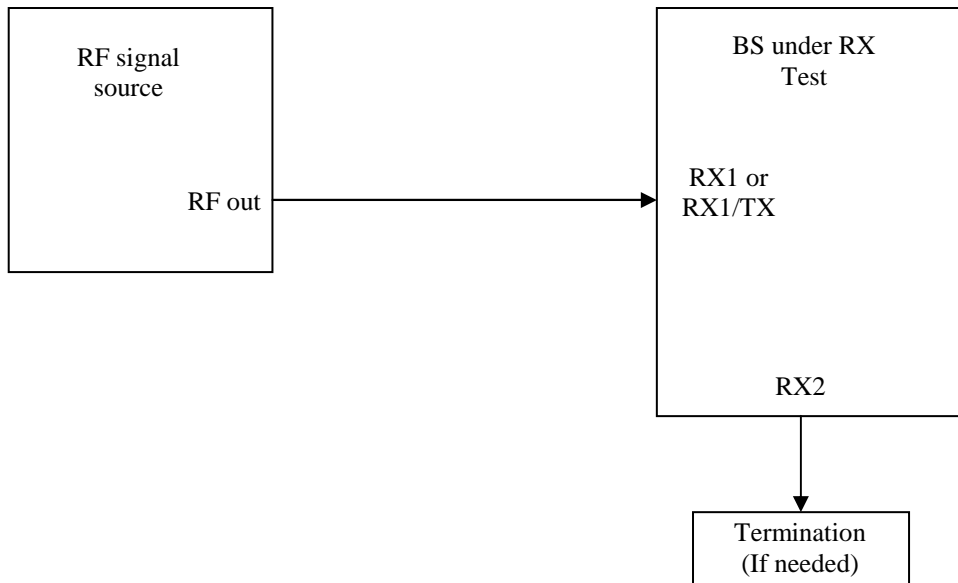 RF signal
source
RF out
BS under RX
Test
RX1 or
RX1/TX
RX2
Termination
(If needed)